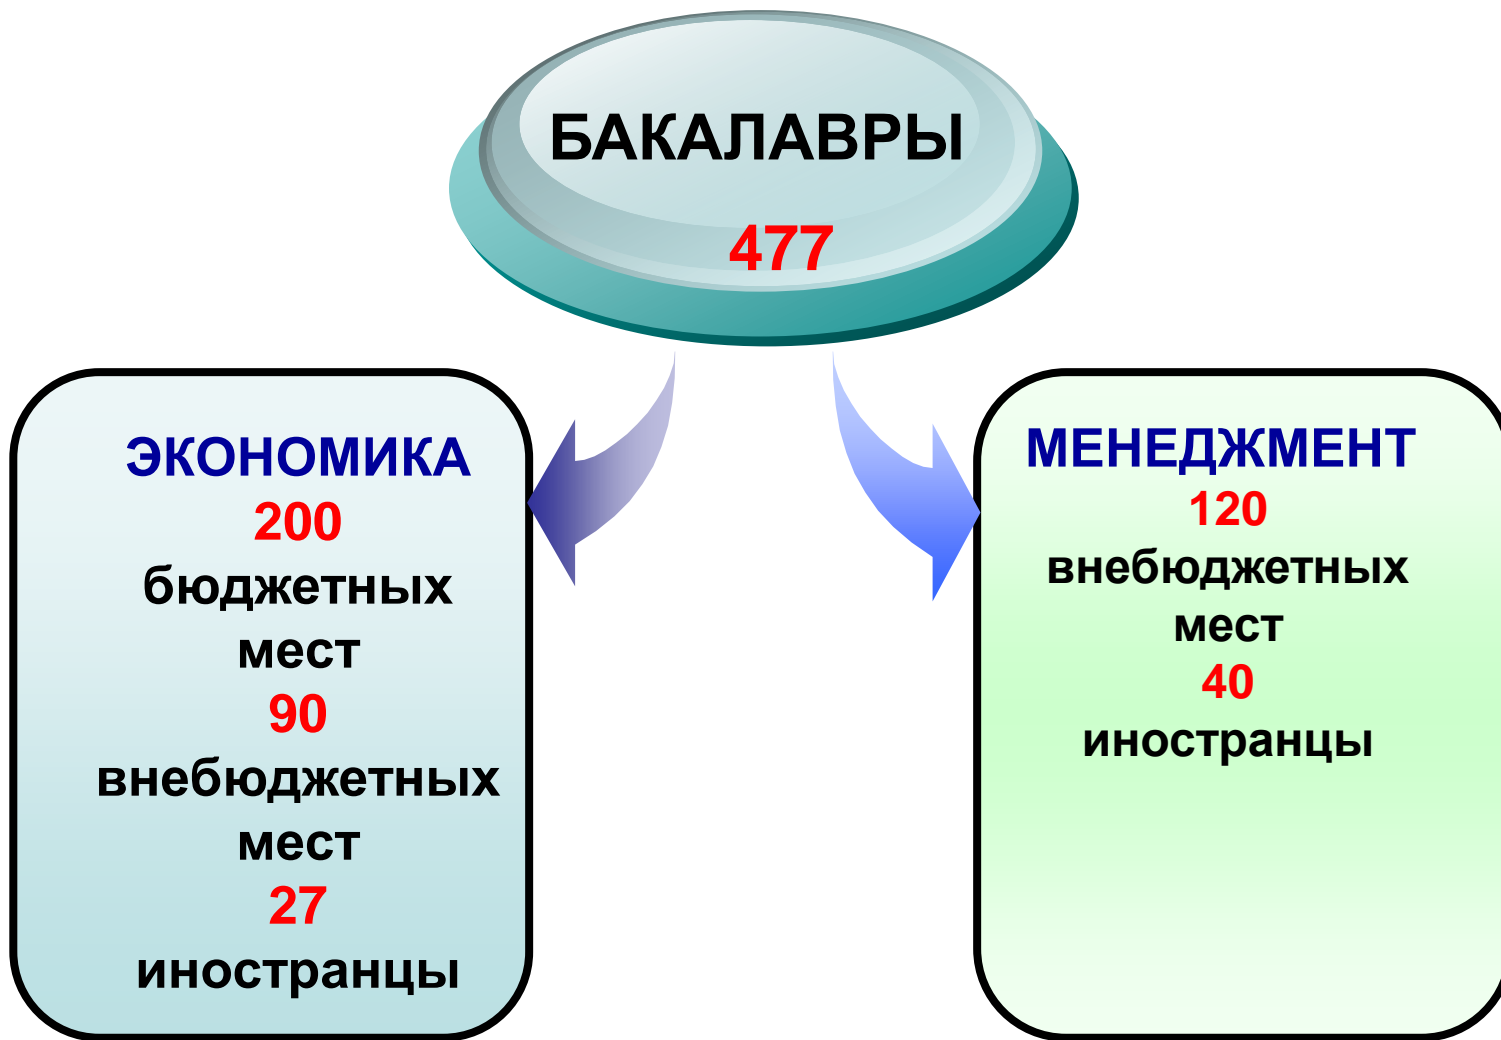 БАКАЛАВРЫ
477
ЭКОНОМИКА
200
бюджетных
мест
90
внебюджетных
мест
27
иностранцы
МЕНЕДЖМЕНТ
120
внебюджетных
мест
40
иностранцы